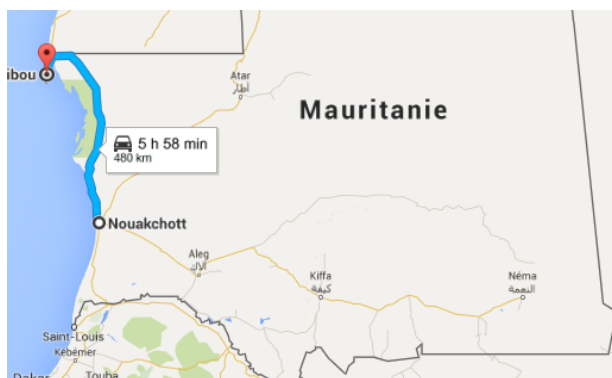 ibou
Atar
أطار
Mauritanie
5 h 58 min
480 km
Nouakchott
Aleg
ألاك
Kiffa
كيفة
Néma
النعمة
Saint-Louis
Kébémer
Touba
Dakar